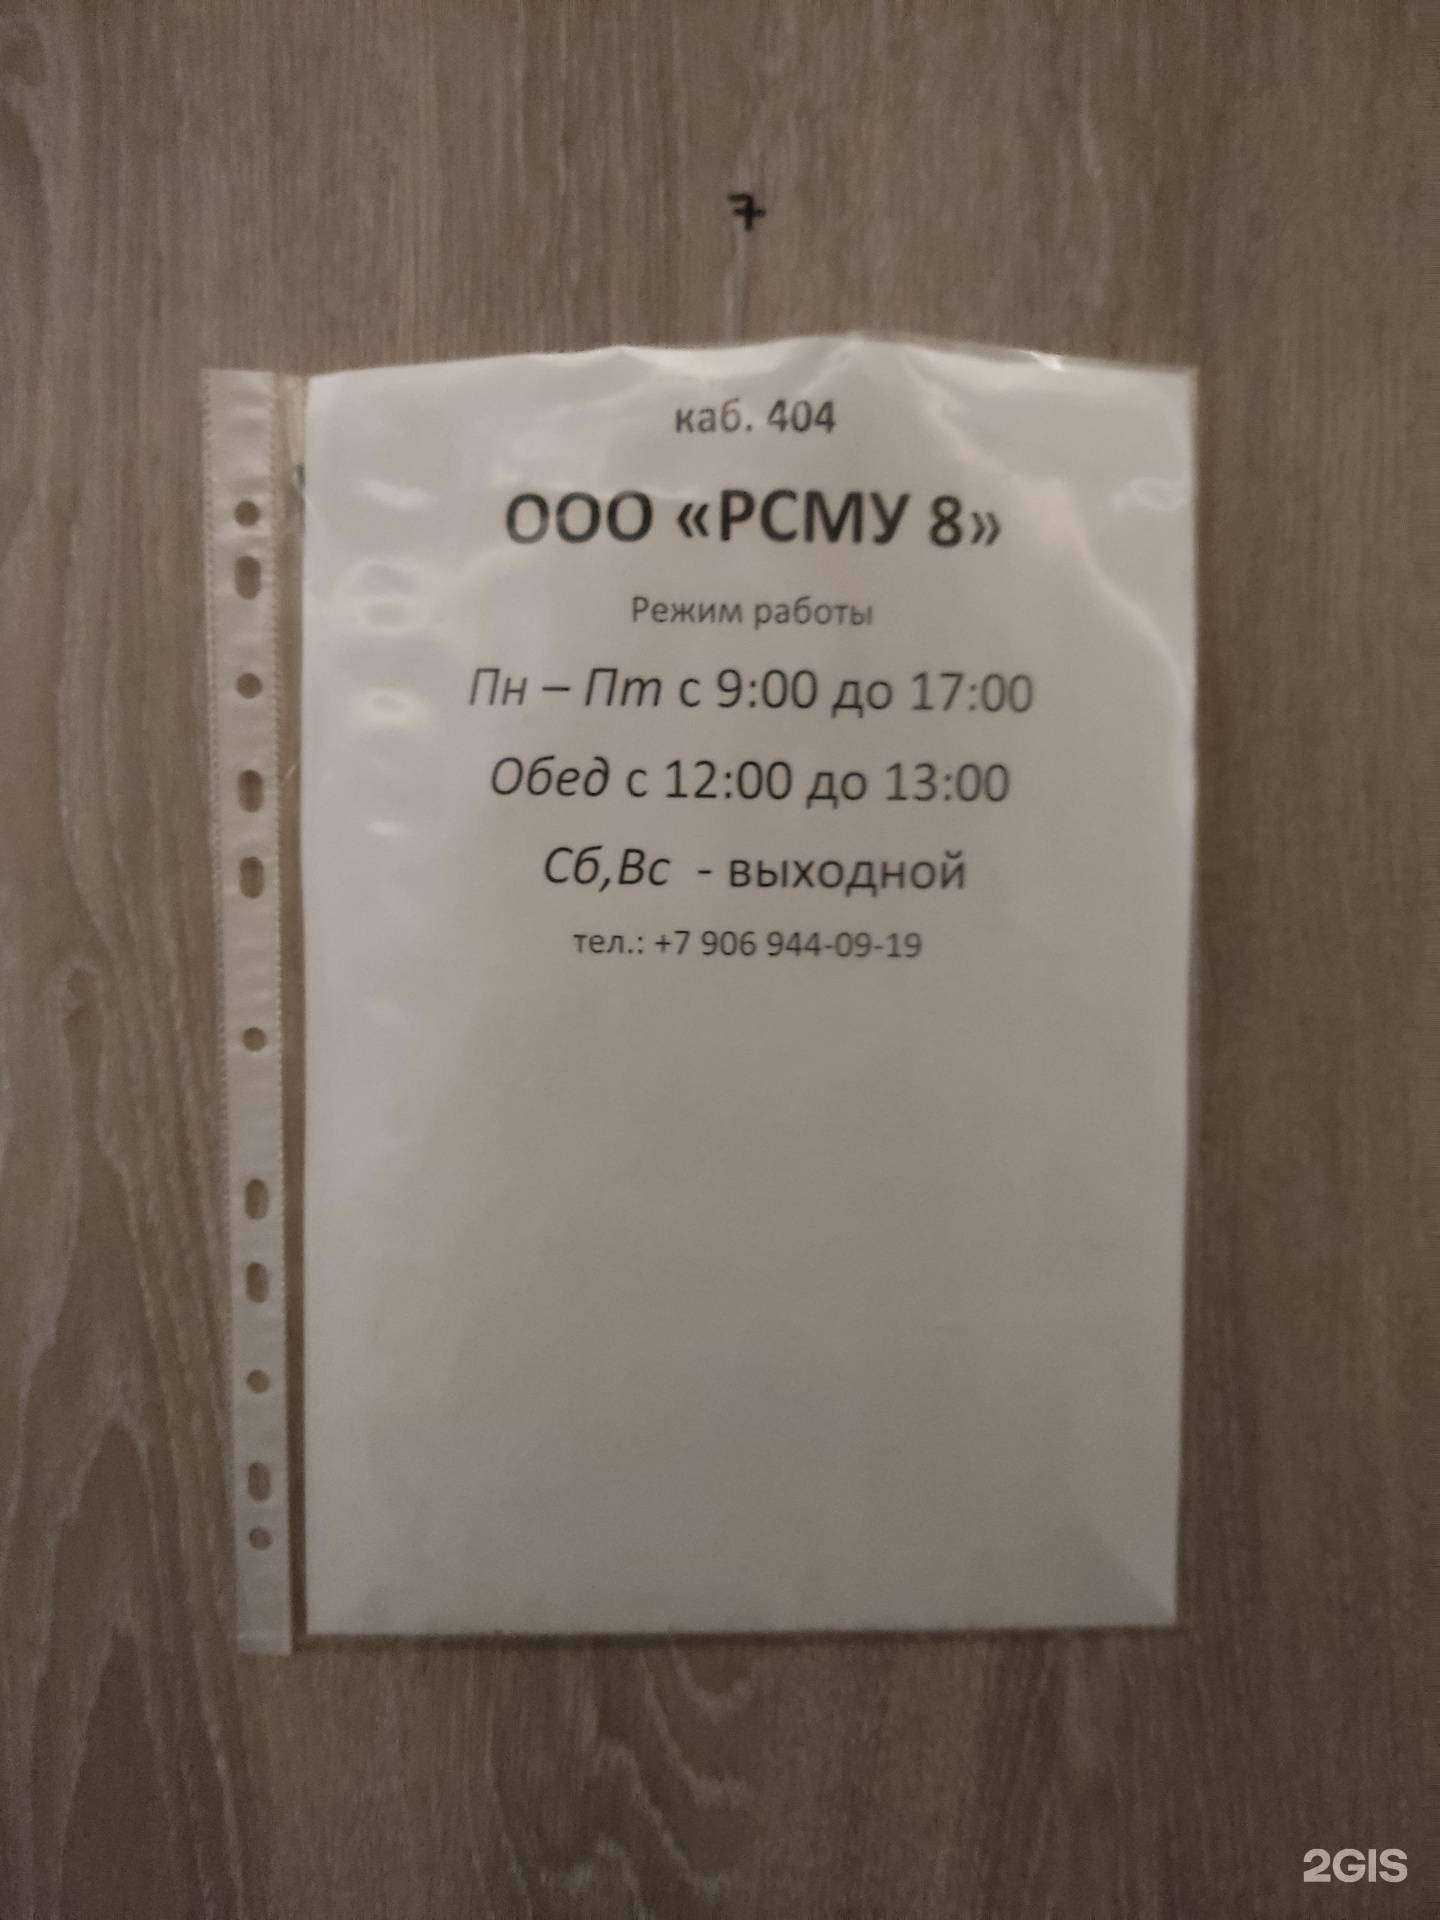 7
каб. 404
ООО «РСМУ 8»
Режим работы
Пн – Пт с 9:00 до 17:00
Обед с 12:00 до 13:00
Сб,Вс - выходной
тел.: +7 906 944-09-19
2GIS